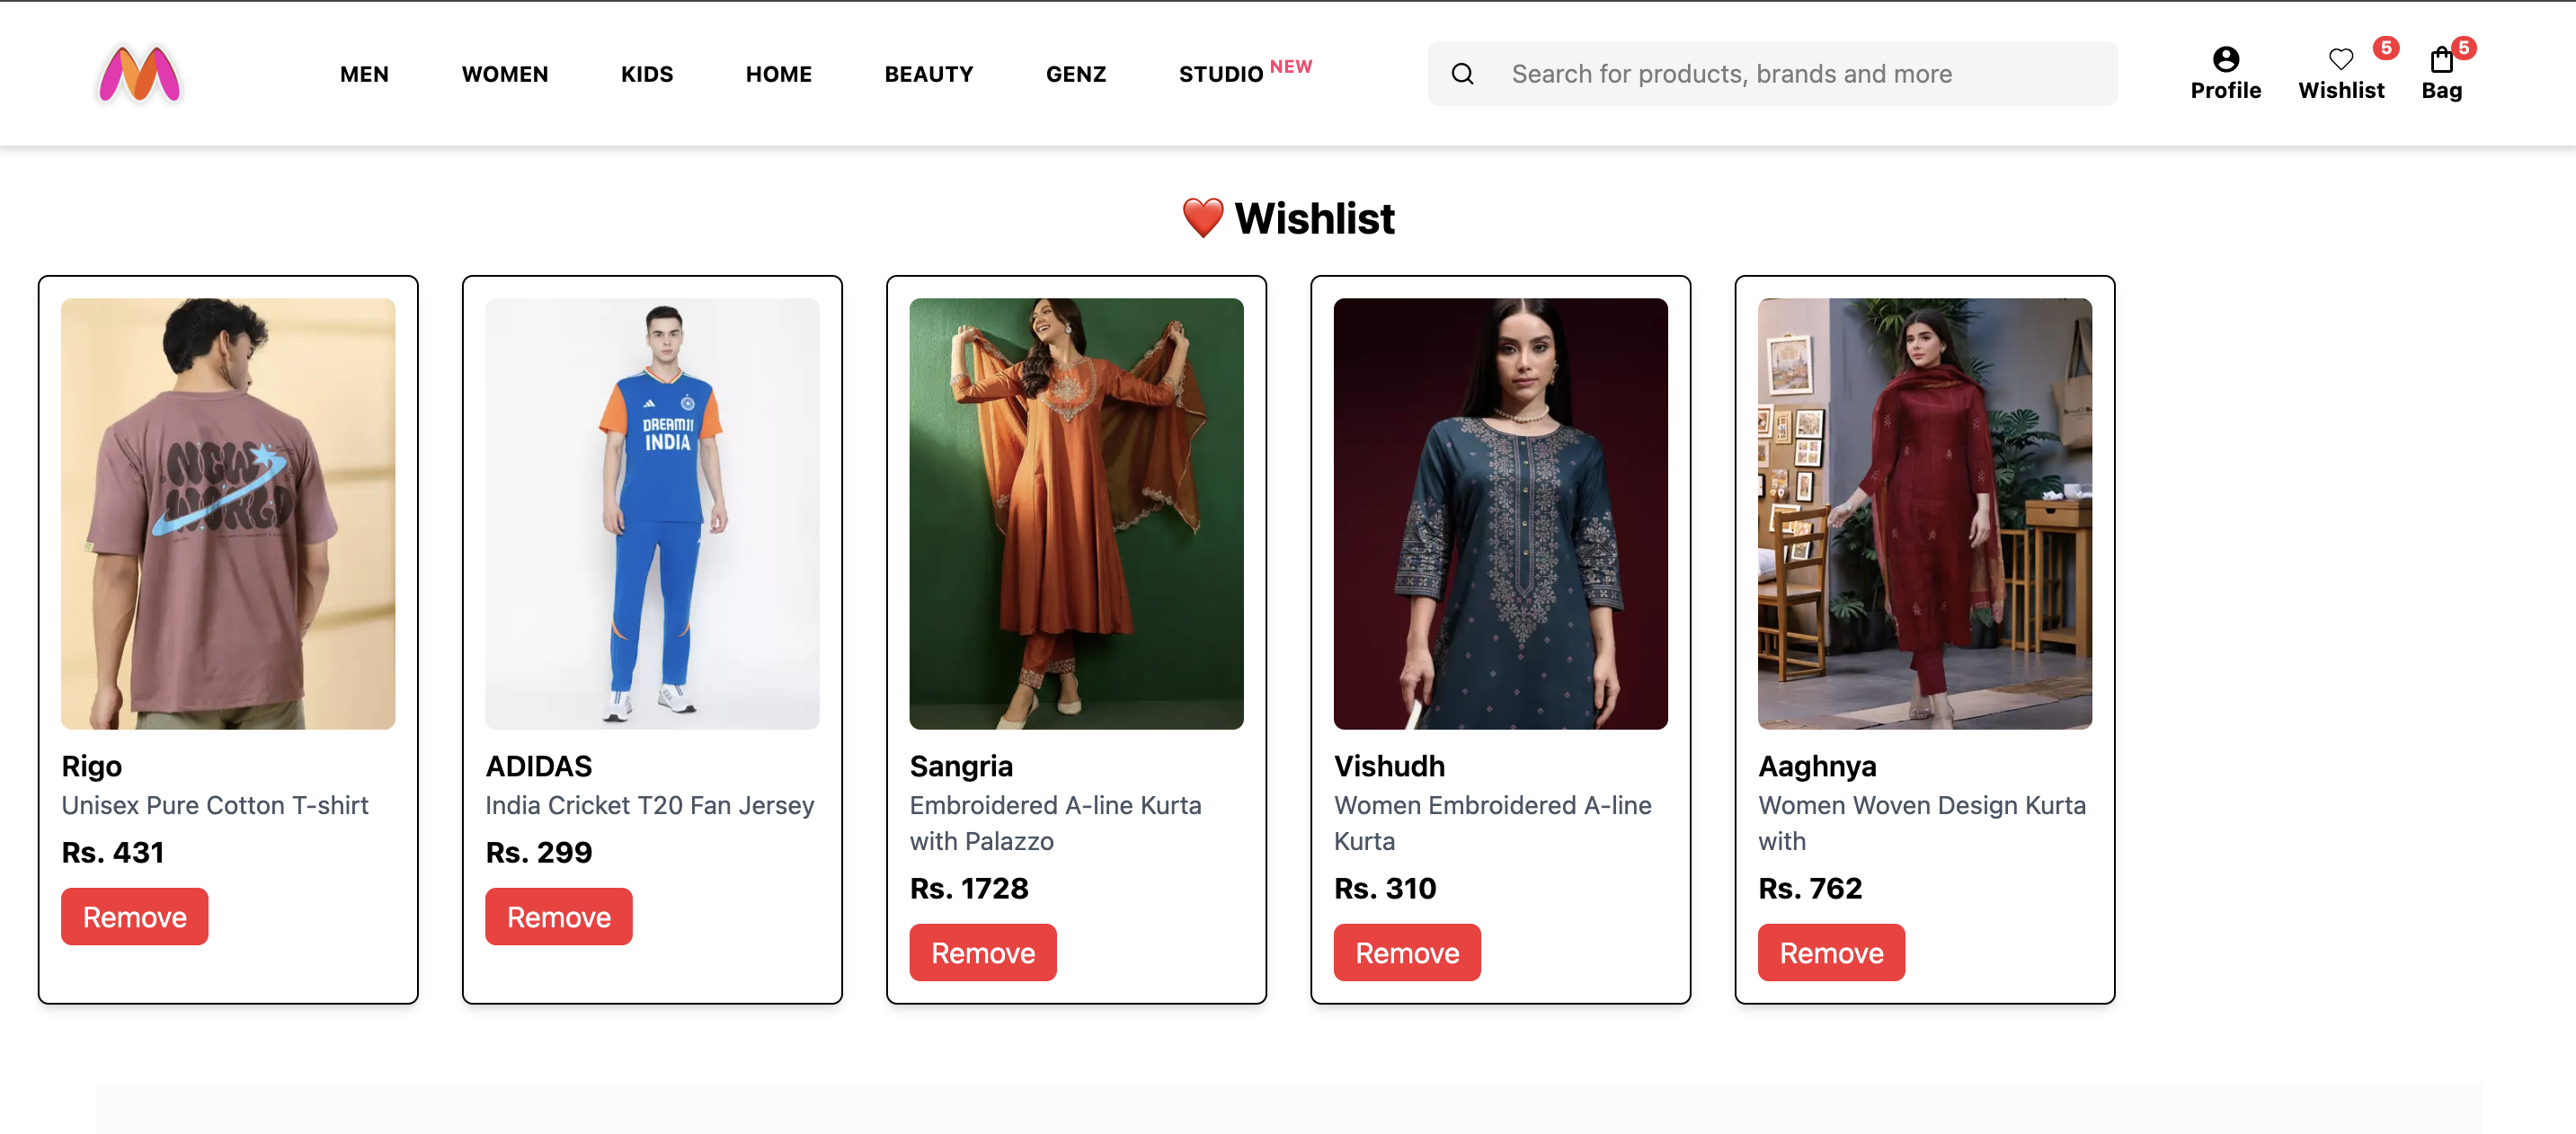 MEN WOMEN KIDS HOME BEAUTY GENZ STUDIO NEW
Search for products, brands and more
Profile
Wishlist 5
Bag 5
❤️ Wishlist
NEW
WORLD
Rigo
Unisex Pure Cotton T-shirt
Rs. 431
Remove
DREAM11
INDIA
ADIDAS
India Cricket T20 Fan Jersey
Rs. 299
Remove
Sangria
Embroidered A-line Kurta
with Palazzo
Rs. 1728
Remove
Vishudh
Women Embroidered A-line
Kurta
Rs. 310
Remove
Aaghnya
Women Woven Design Kurta
with
Rs. 762
Remove